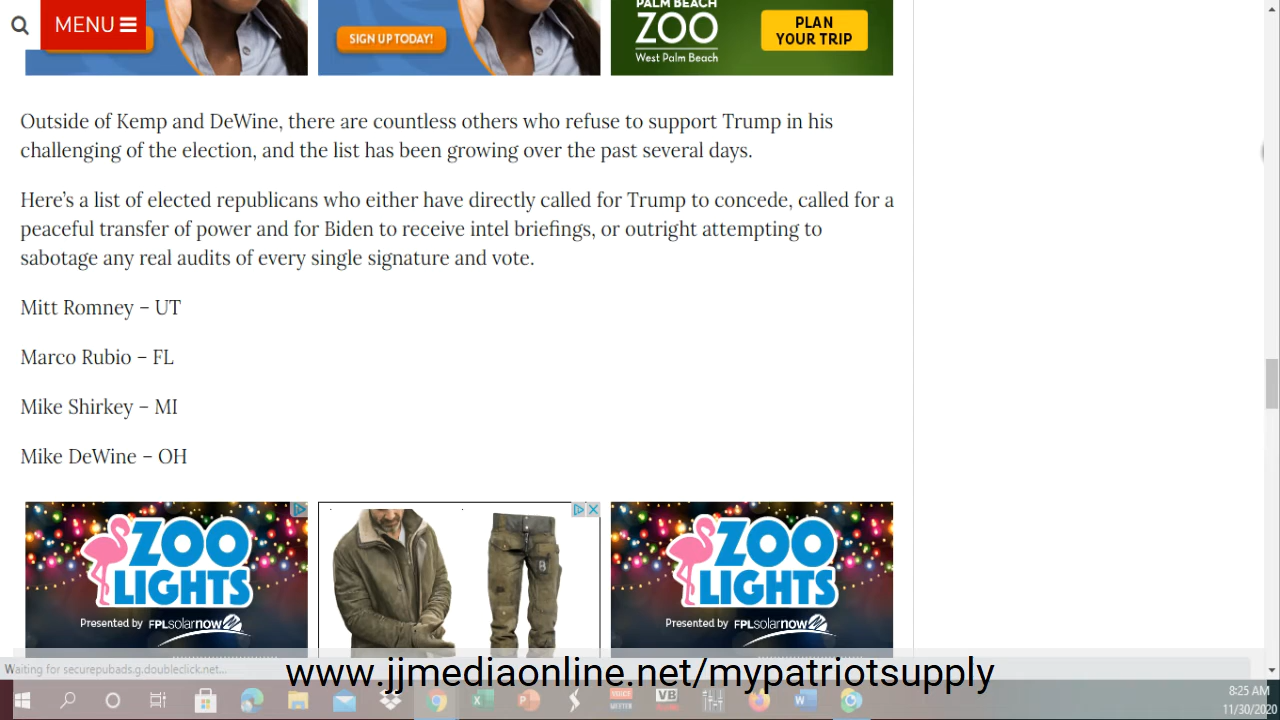 MENU
SIGN UP TODAY!
PALM BEACH
ZOO
West Palm Beach
PLAN
YOUR TRIP
Outside of Kemp and DeWine, there are countless others who refuse to support Trump in his
challenging of the election, and the list has been growing over the past several days.
Here’s a list of elected republicans who either have directly called for Trump to concede, called for a
peaceful transfer of power and for Biden to receive intel briefings, or outright attempting to
sabotage any real audits of every single signature and vote.
Mitt Romney – UT
Marco Rubio – FL
Mike Shirkey – MI
Mike DeWine – OH
ZOO
LIGHTS
Presented by FPLsolarNOW
ZOO
LIGHTS
Presented by FPLsolarNOW
Waiting for securepubads.g.doubleclick.net...
www.jjmediaonline.net/mypatriotsupply
8:25 AM
11/30/2020